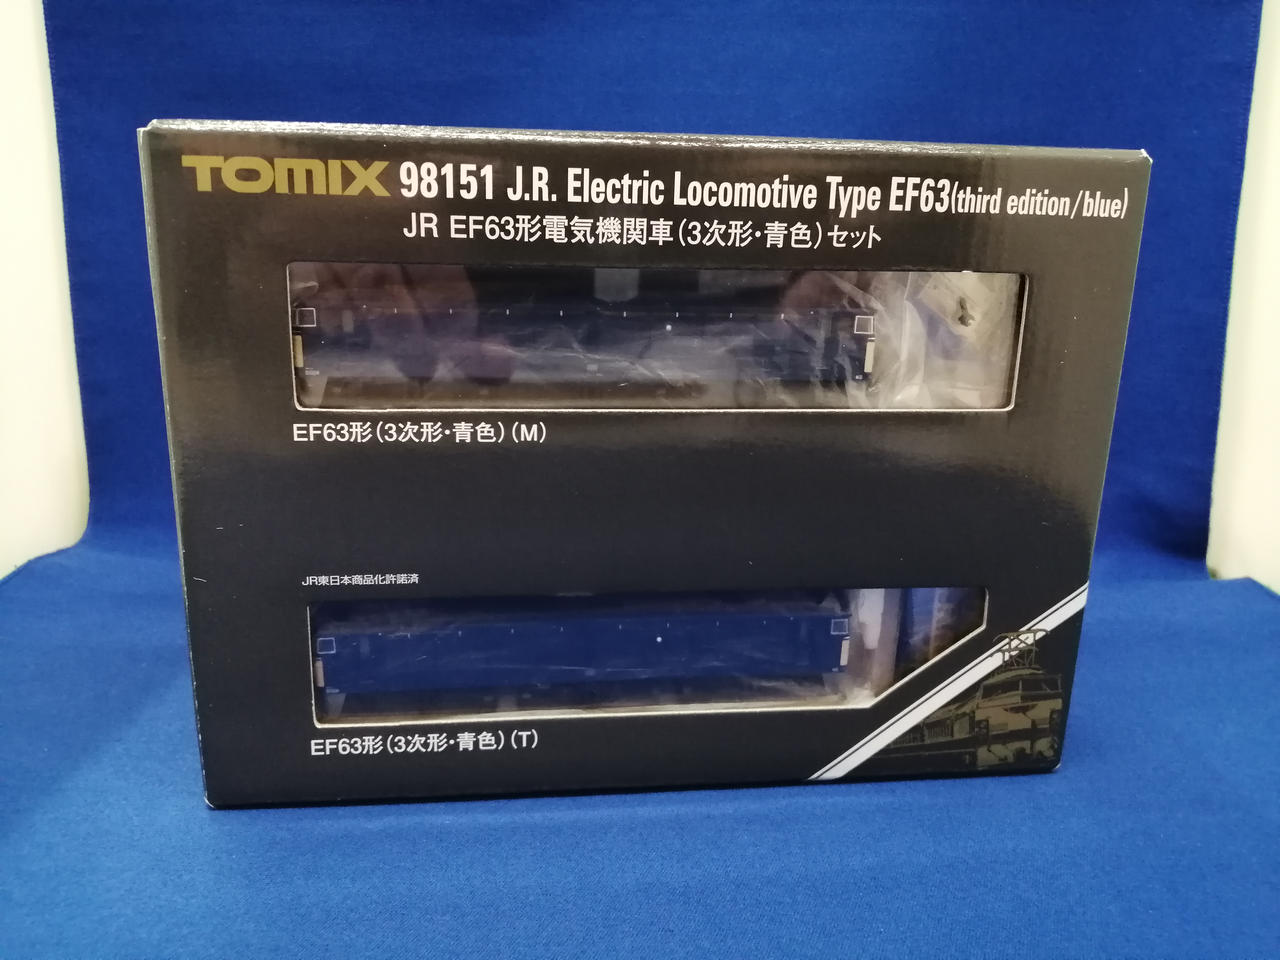 TOMIX 98151 J.R. Electric Locomotive Type EF63(third edition/blue)
JR EF63形電気機関車(3次形・青色)セット
EF63形(3次形・青色)(M)
JR東日本商品化許諾済
EF63形(3次形・青色)(T)